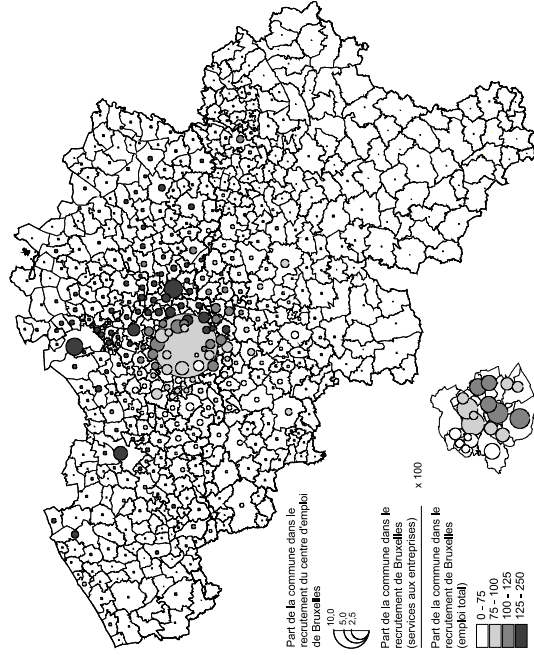 Part de la commune dans le
recrutement du centre d'emploi
de Bruxelles
10,0
5,0
2,5
Part de la commune dans le
recrutement de Bruxelles
(services aux entreprises)
x 100
Part de la commune dans le
recrutement de Bruxelles
(emploi total)
0 - 75
75 - 100
100 - 125
125 - 250